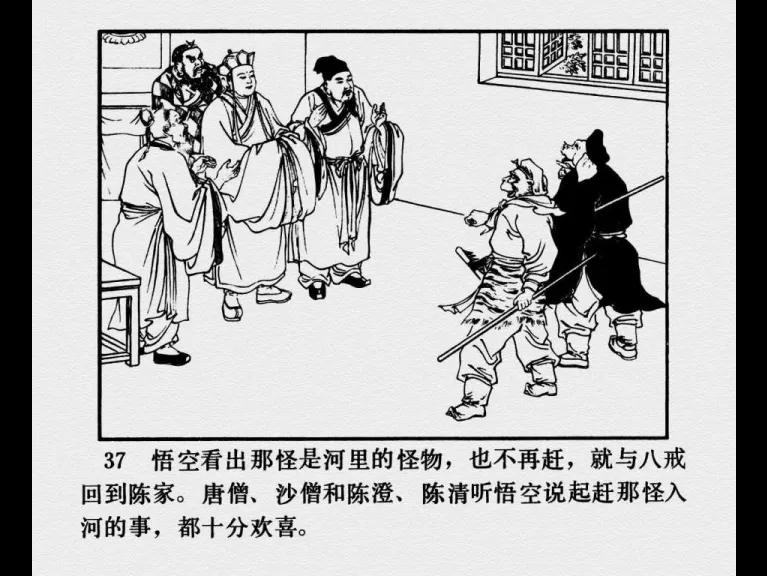 37 悟空看出那怪是河里的怪物，也不再赶，就与八戒
回到陈家。唐僧、沙僧和陈澄、陈清听悟空说起赶那怪入
河的事，都十分欢喜。